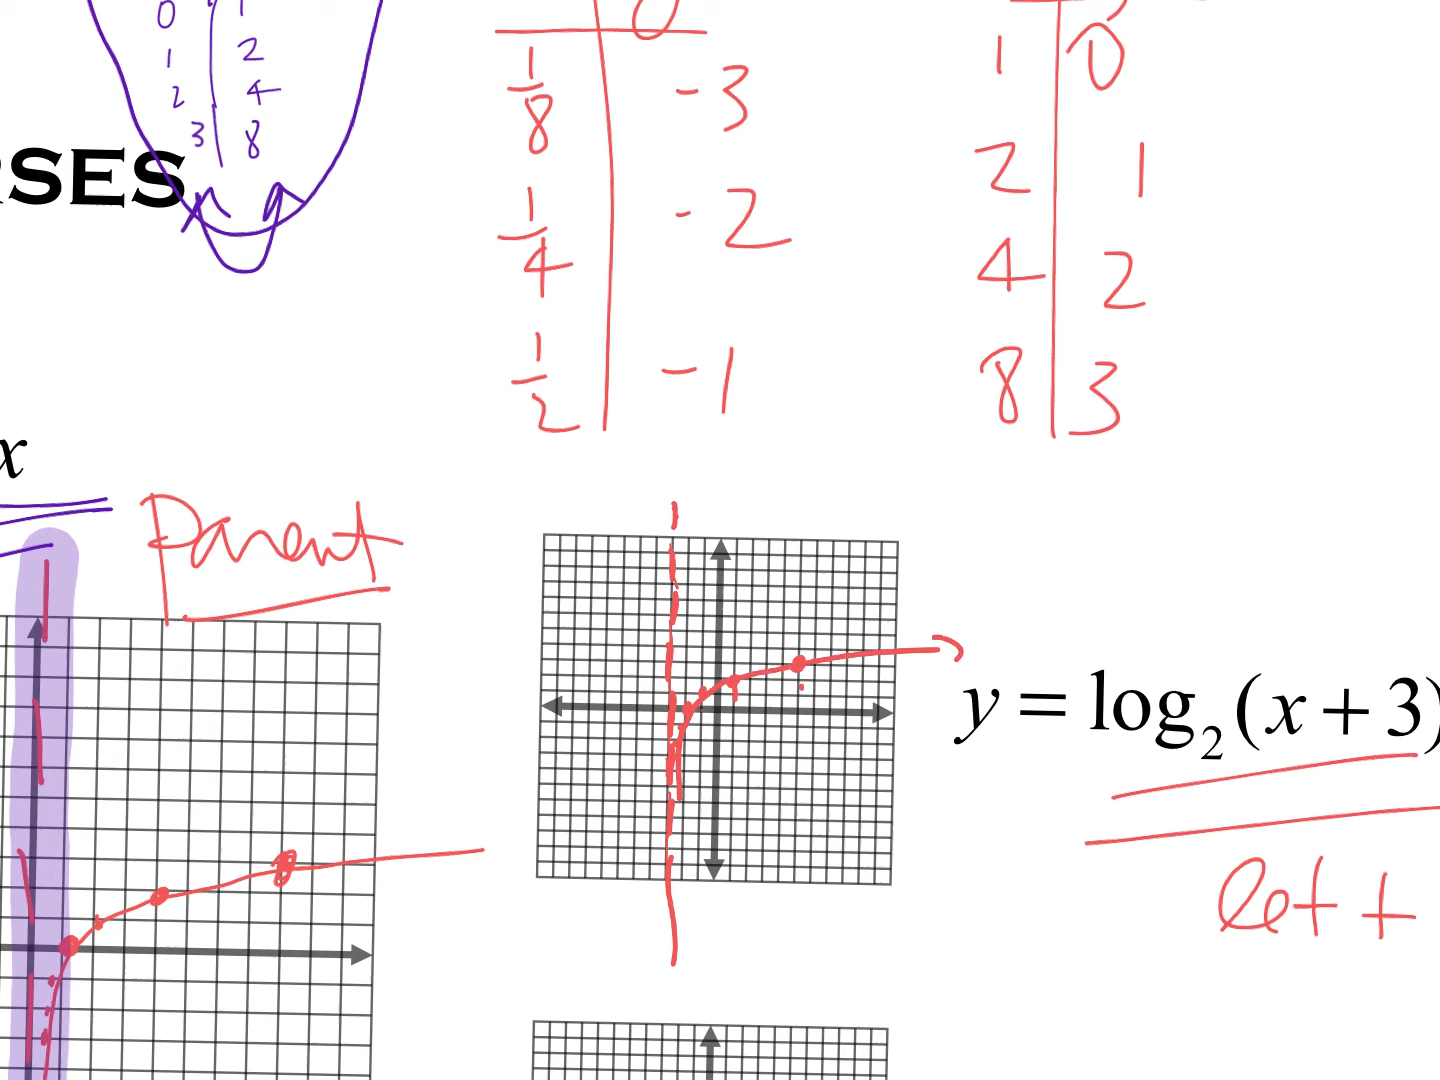 0 1
1 2
2 4
3 8
RSES
1/8 -3
1/4 -2
1/2 -1
1 0
2 1
4 2
8 3
x
Parent
y = log₂(x + 3)
left